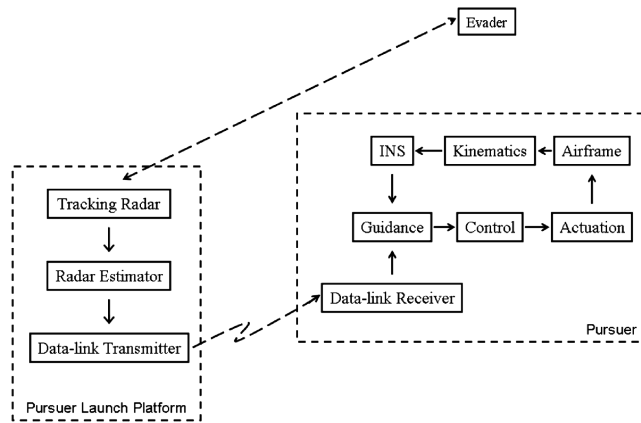 Evader
INS
Kinematics
Airframe
Tracking Radar
Guidance
Control
Actuation
Radar Estimator
Data-link Receiver
Pursuer
Data-link Transmitter
Pursuer Launch Platform